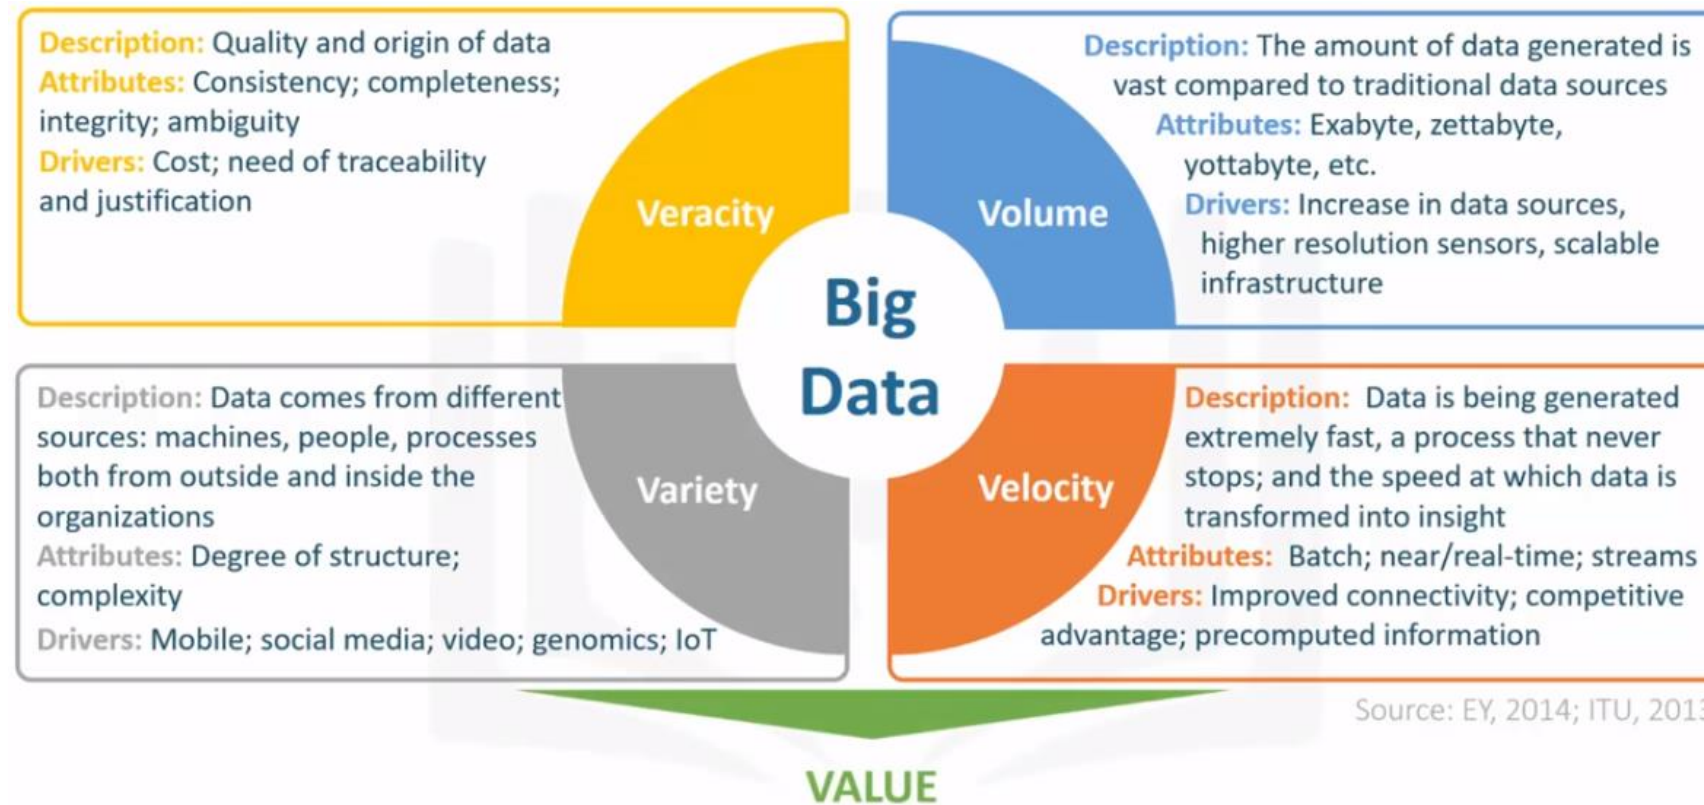 Description: Quality and origin of data
Attributes: Consistency; completeness;
integrity; ambiguity
Drivers: Cost; need of traceability
and justification
Veracity
Description: The amount of data generated is
vast compared to traditional data sources
Attributes: Exabyte, zettabyte,
yottabyte, etc.
Drivers: Increase in data sources,
higher resolution sensors, scalable
infrastructure
Volume
Big
Data
Description: Data comes from different
sources: machines, people, processes
both from outside and inside the
organizations
Attributes: Degree of structure;
complexity
Drivers: Mobile; social media; video; genomics; IoT
Variety
Description: Data is being generated
extremely fast, a process that never
stops; and the speed at which data is
transformed into insight
Attributes: Batch; near/real-time; streams
Drivers: Improved connectivity; competitive
advantage; precomputed information
Velocity
Source: EY, 2014; ITU, 2013
VALUE